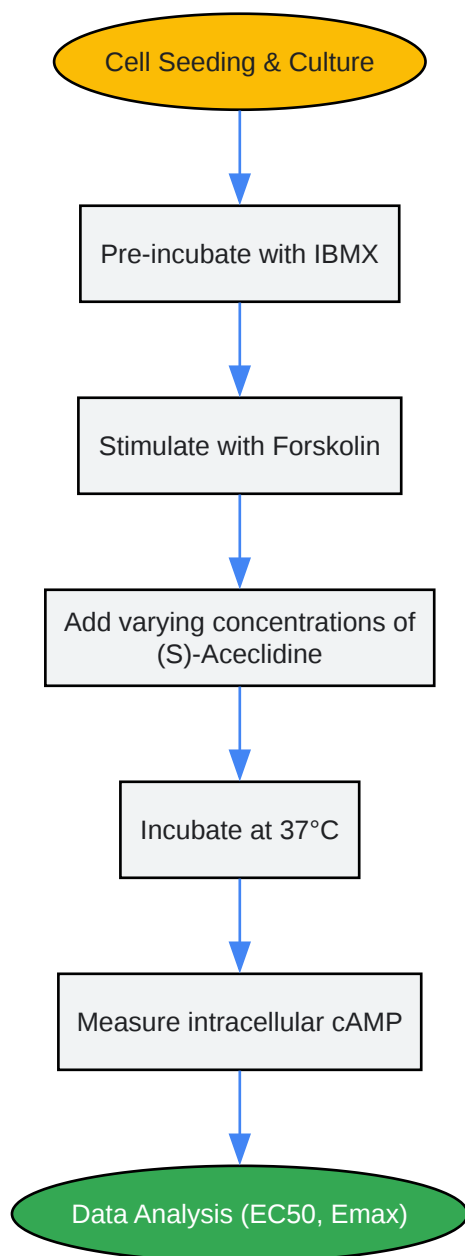 Cell Seeding & Culture
Pre-incubate with IBMX
Stimulate with Forskolin
Add varying concentrations of
(S)-Aceclidine
Incubate at 37°C
Measure intracellular cAMP
Data Analysis (EC50, Emax)